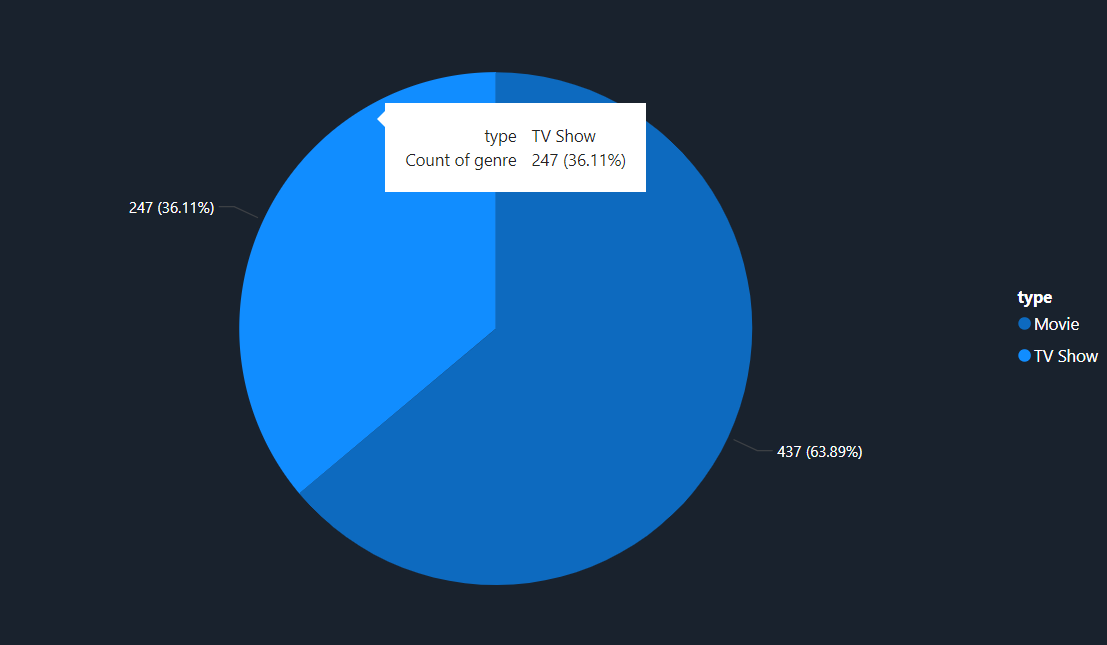 type TV Show
Count of genre 247 (36.11%)
247 (36.11%)
437 (63.89%)
type
Movie
TV Show